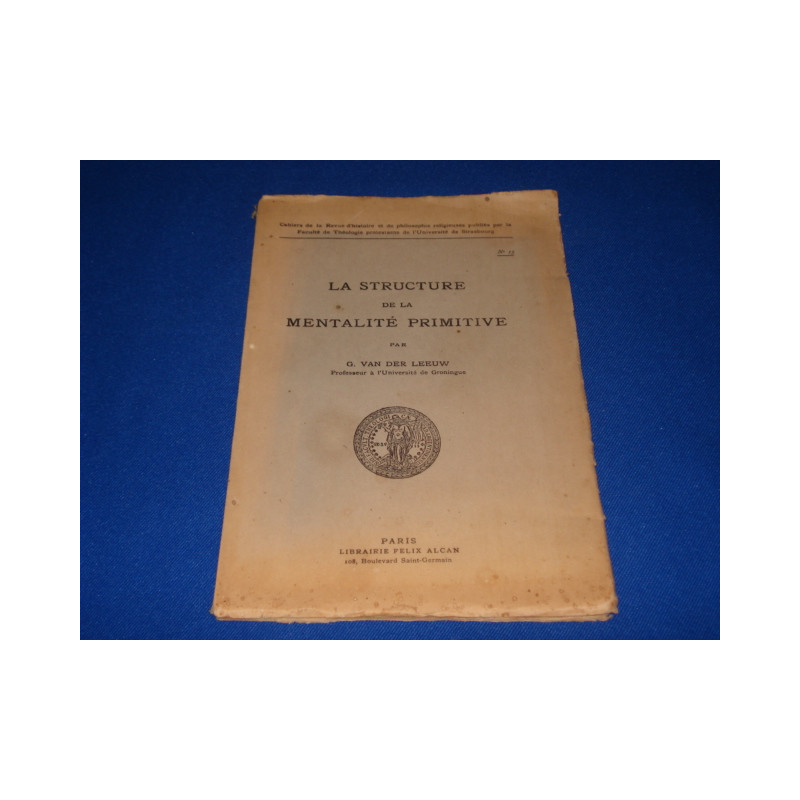 Cahiers de la Revue d'histoire et de philosophie religieuses publiés par la
Faculté de Théologie protestante de l'Université de Strasbourg
LA STRUCTURE
DE LA
MENTALITÉ PRIMITIVE
PAR
G. VAN DER LEEUW
Professeur à l'Université de Groningue
PARIS
LIBRAIRIE FÉLIX ALCAN
108, Boulevard Saint-Germain